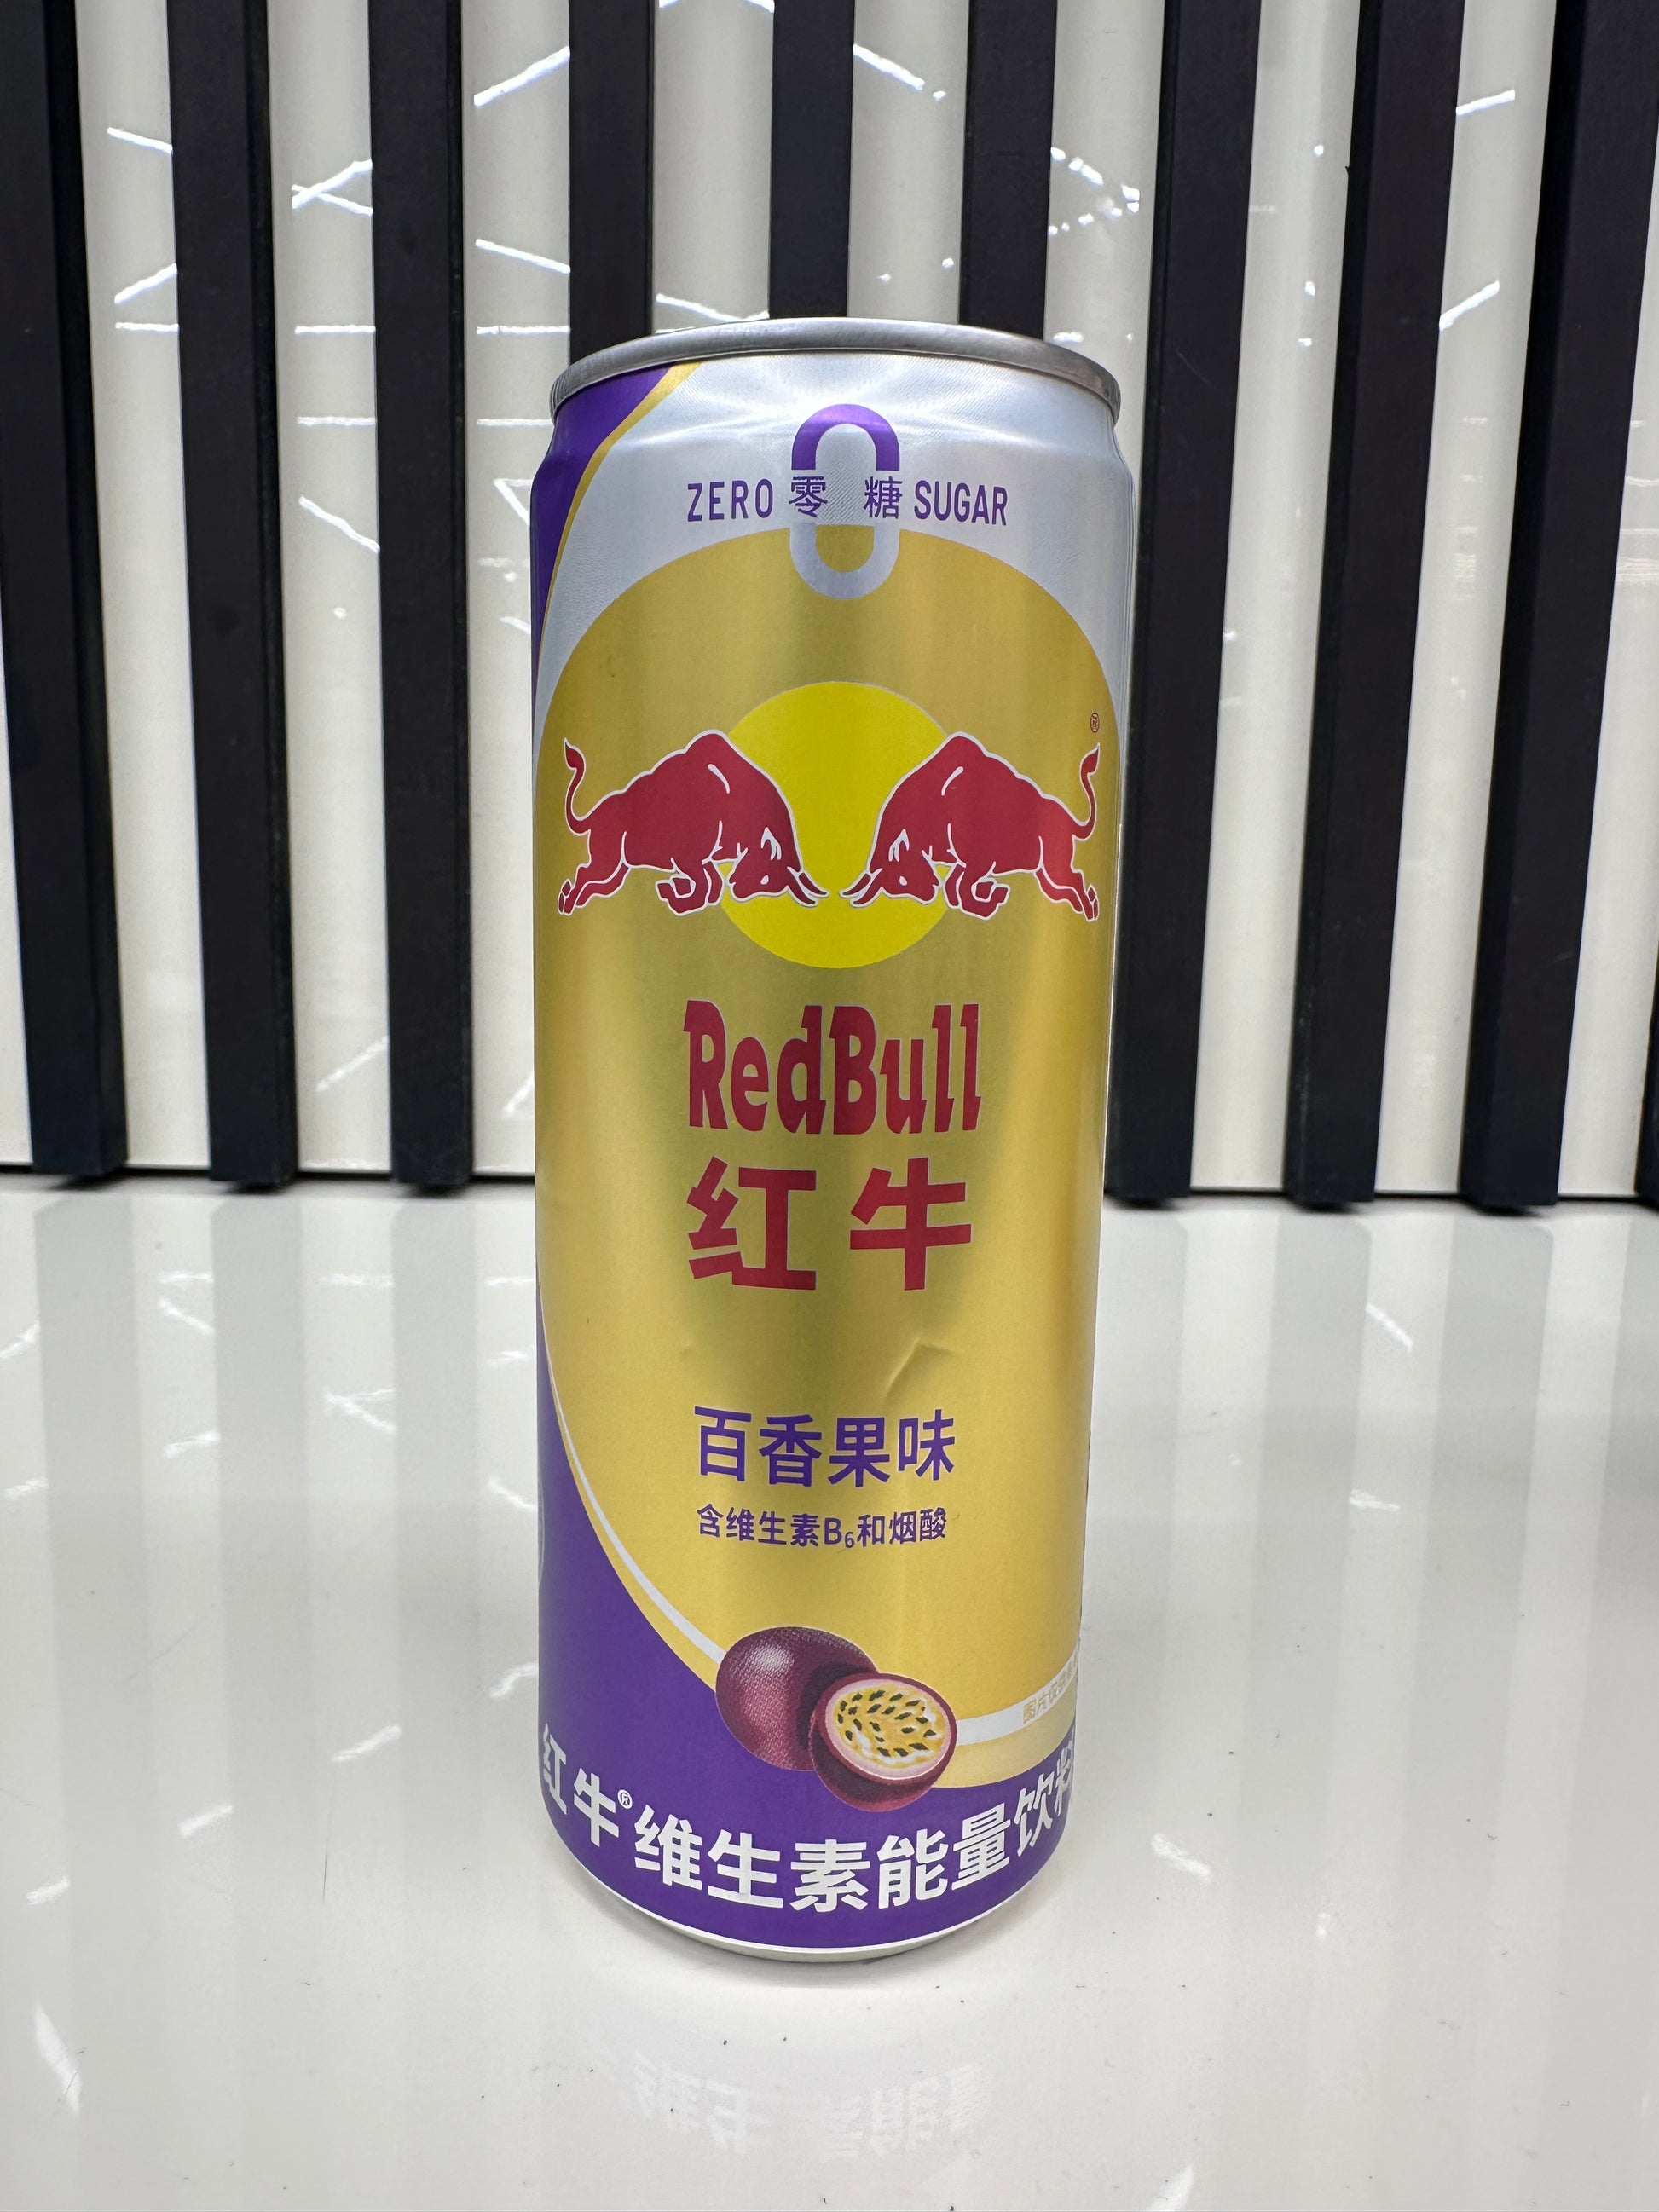 ZERO 零糖 SUGAR
®
RedBull
红牛
百香果味
含维生素B₆和烟酸
红牛®维生素能量饮料